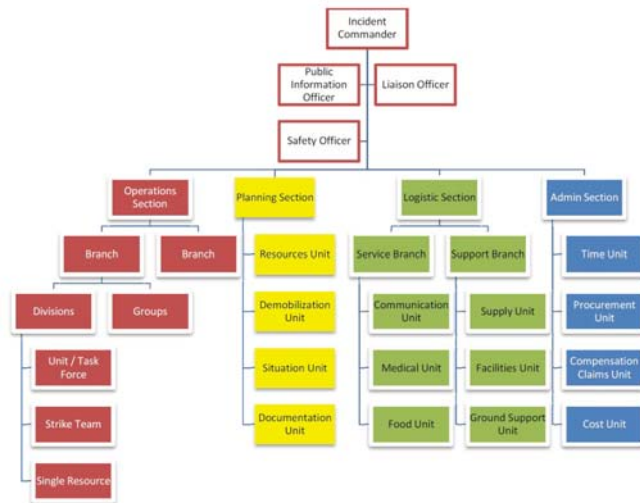 Incident
Commander
Public
Information
Officer
Liaison Officer
Safety Officer
Operations
Section
Planning Section
Logistic Section
Admin Section
Branch
Branch
Resources Unit
Service Branch
Support Branch
Time Unit
Divisions
Groups
Demobilization
Unit
Communication
Unit
Supply Unit
Procurement
Unit
Unit / Task
Force
Situation Unit
Medical Unit
Facilities Unit
Compensation
Claims Unit
Strike Team
Documentation
Unit
Food Unit
Ground Support
Unit
Cost Unit
Single Resource